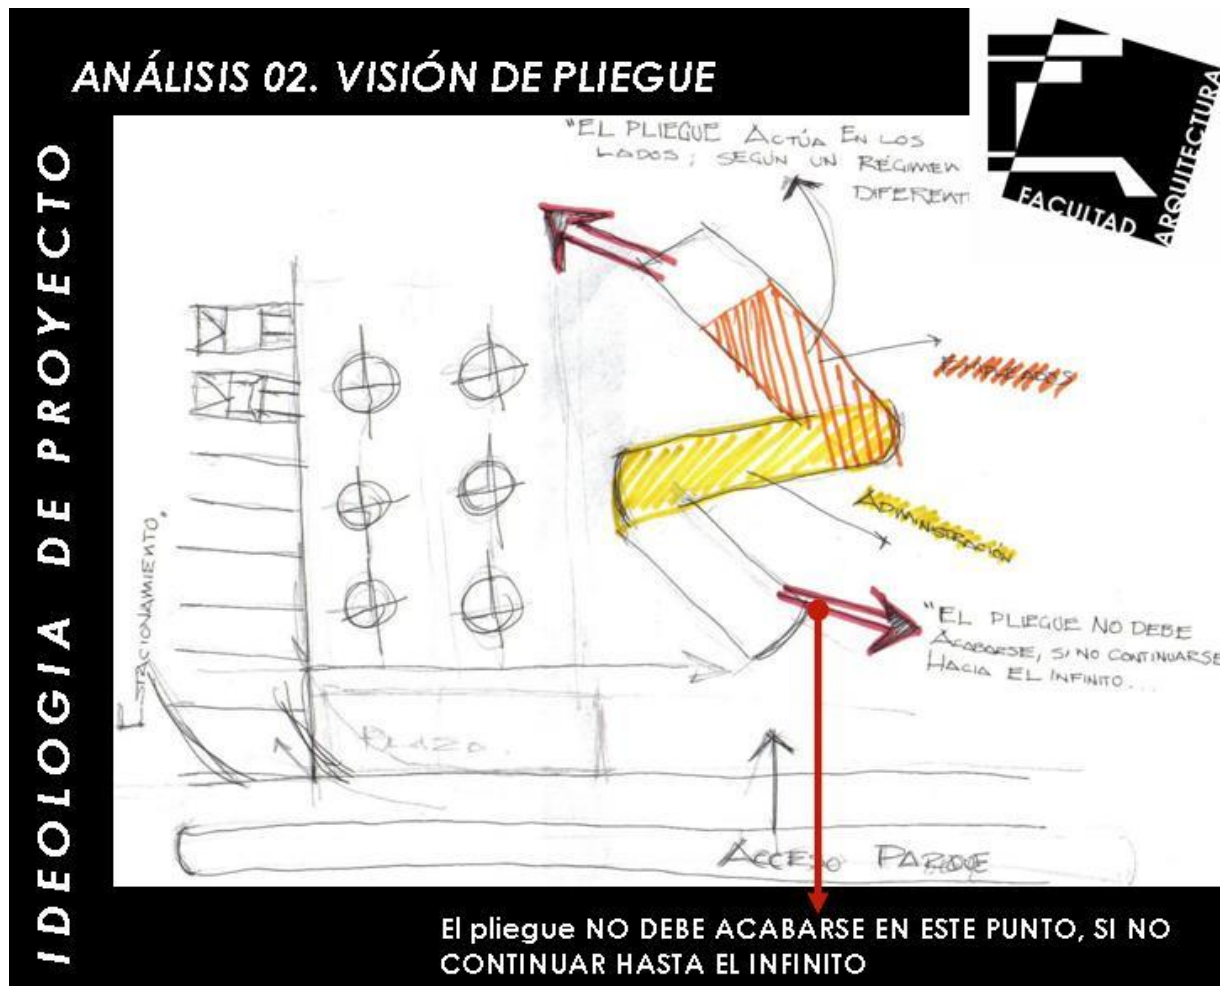 ANÁLISIS 02. VISIÓN DE PLIEGUE
FACULTAD
ARQUITECTURA
IDEOLOGIA DE PROYECTO
"EL PLIEGUE ACTÚA EN LOS
LADOS; SEGÚN UN RÉGIMEN
DIFERENT
ADMINISTRACIÓN
ESTACIONAMIENTO.
"EL PLIEGUE NO DEBE
ACABARSE, SI NO CONTINUARSE
HACIA EL INFINITO...
PLAZA.
ACCESO PARQUE
El pliegue NO DEBE ACABARSE EN ESTE PUNTO, SI NO
CONTINUAR HASTA EL INFINITO